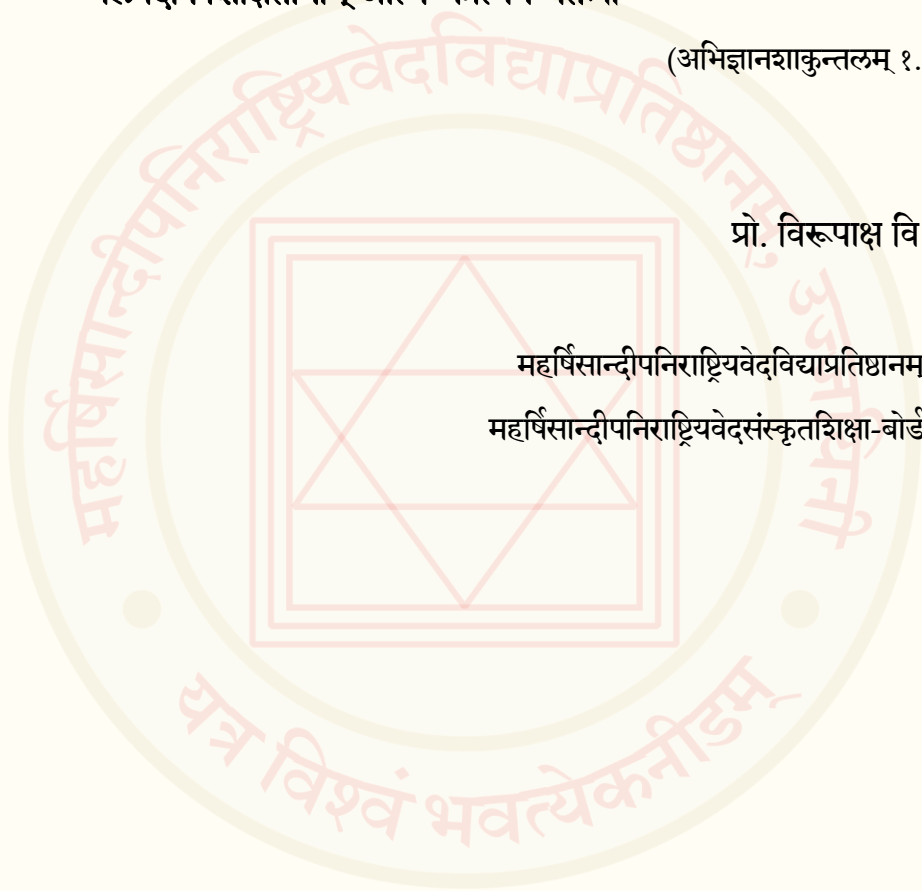 (अभिज्ञानशाकुन्तलम् १.
प्रो. विरूपाक्ष वि
महर्षिसान्दीपनिराष्ट्रियवेदविद्याप्रतिष्ठानम्
महर्षिसान्दीपनिराष्ट्रियवेदसंस्कृतशिक्षा-बोर्ड
महर्षिसान्दीपनिराष्ट्रियवेदविद्याप्रतिष्ठानम्, उज्जयिनी
यत्र विश्वं भवत्येकनीडम्